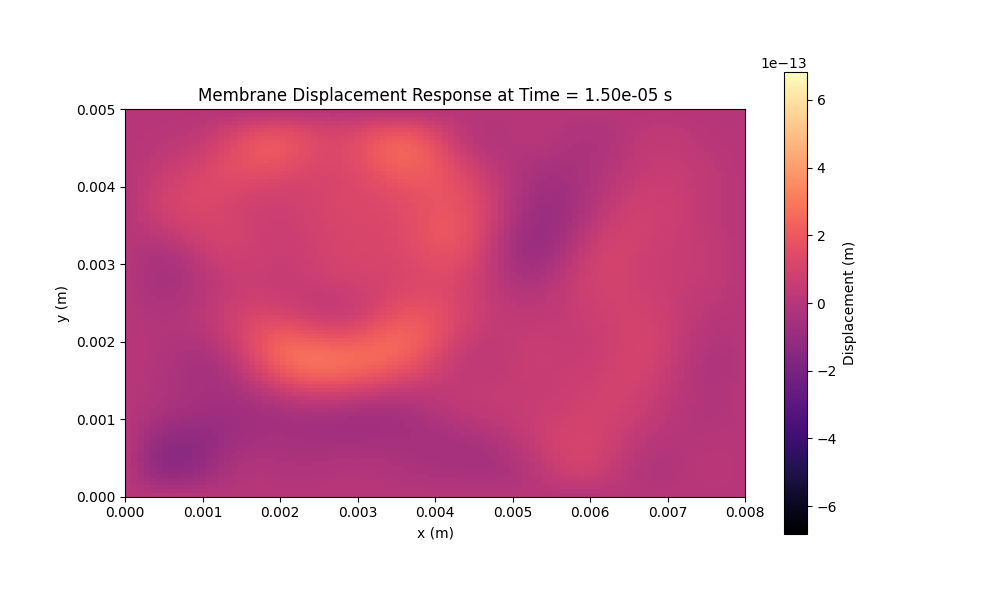 1e−13
Membrane Displacement Response at Time = 1.50e-05 s
0.005
0.004
0.003
0.002
0.001
0.000
y (m)
0.000 0.001 0.002 0.003 0.004 0.005 0.006 0.007 0.008
x (m)
6
4
2
0
−2
−4
−6
Displacement (m)